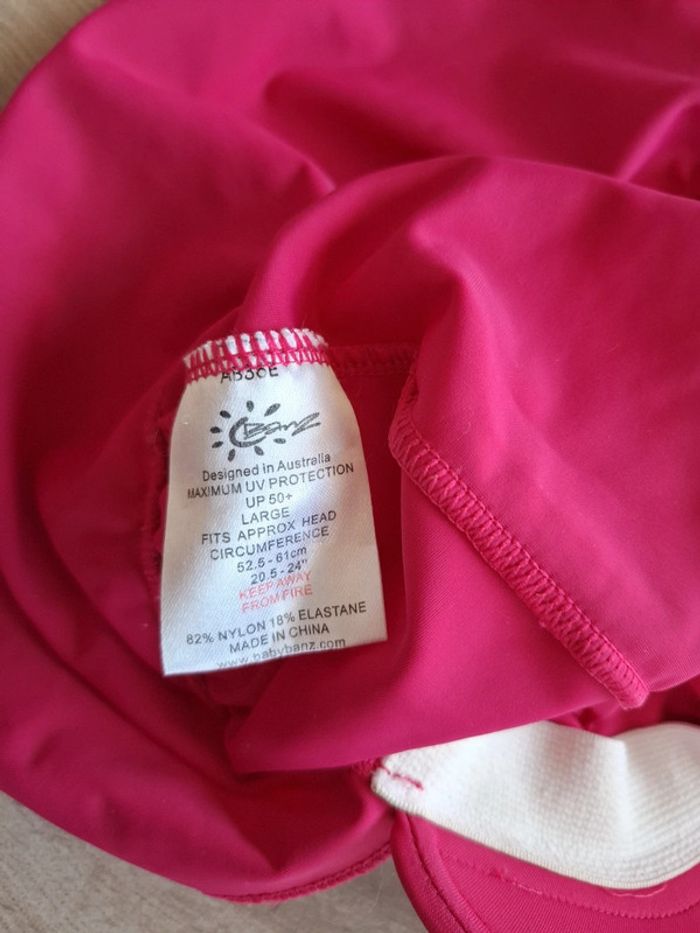 BANZ
Designed in Australia
MAXIMUM UV PROTECTION
UP 50+
LARGE
FITS APPROX HEAD
CIRCUMFERENCE
52.5 - 61cm
20.5 - 24"
KEEP AWAY
FROM FIRE
82% NYLON 18% ELASTANE
MADE IN CHINA
www.babybanz.com